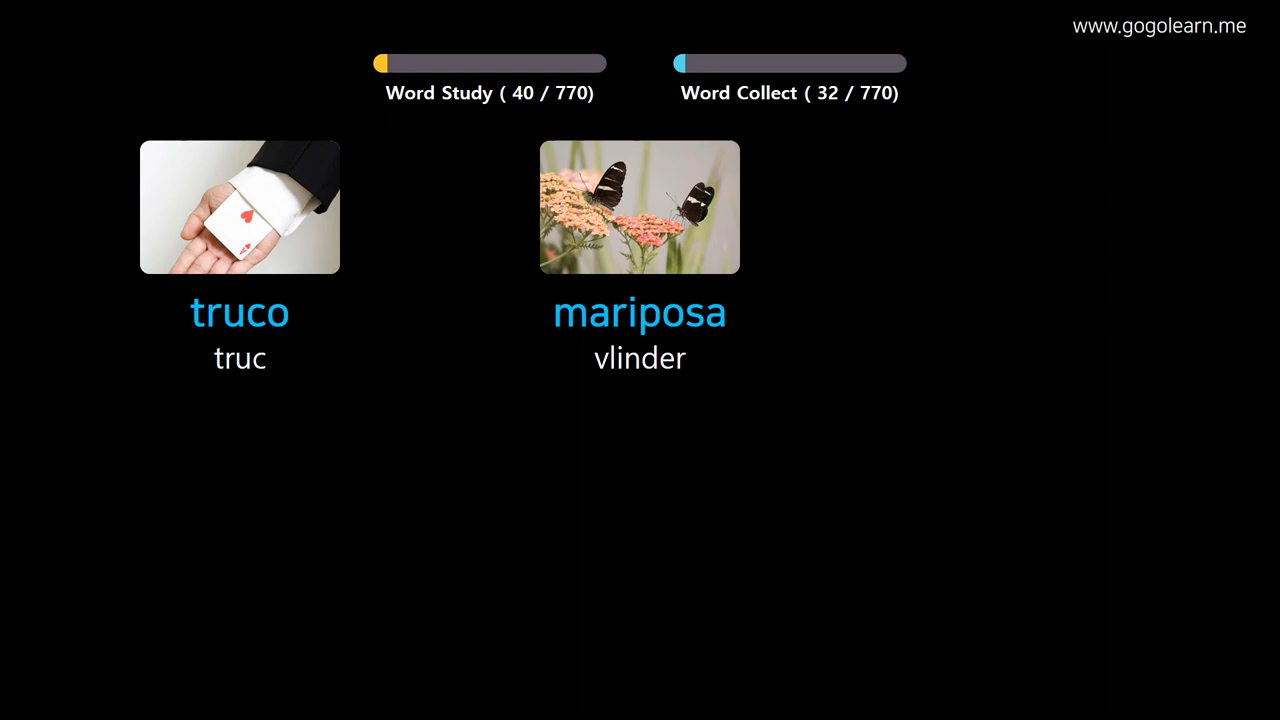 www.gogolearn.me
Word Study ( 40 / 770)
Word Collect ( 32 / 770)
truco
truc
mariposa
vlinder